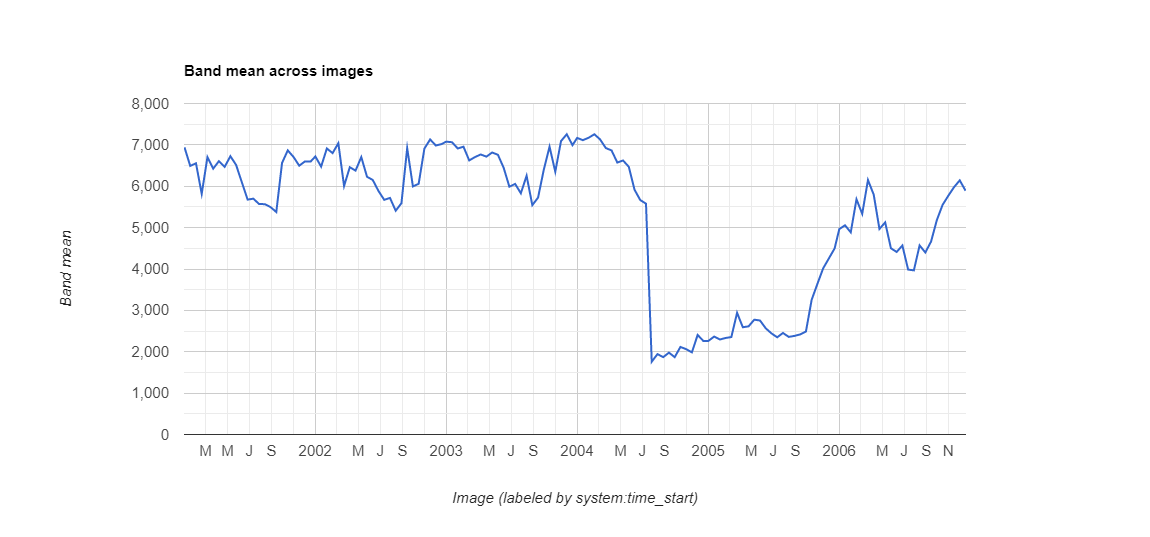 Band mean across images
8,000
7,000
6,000
5,000
4,000
3,000
2,000
1,000
0
Band mean
M M J S 2002 M J S 2003 M J S 2004 M J S 2005 M J S 2006 M J S N
Image (labeled by system:time_start)